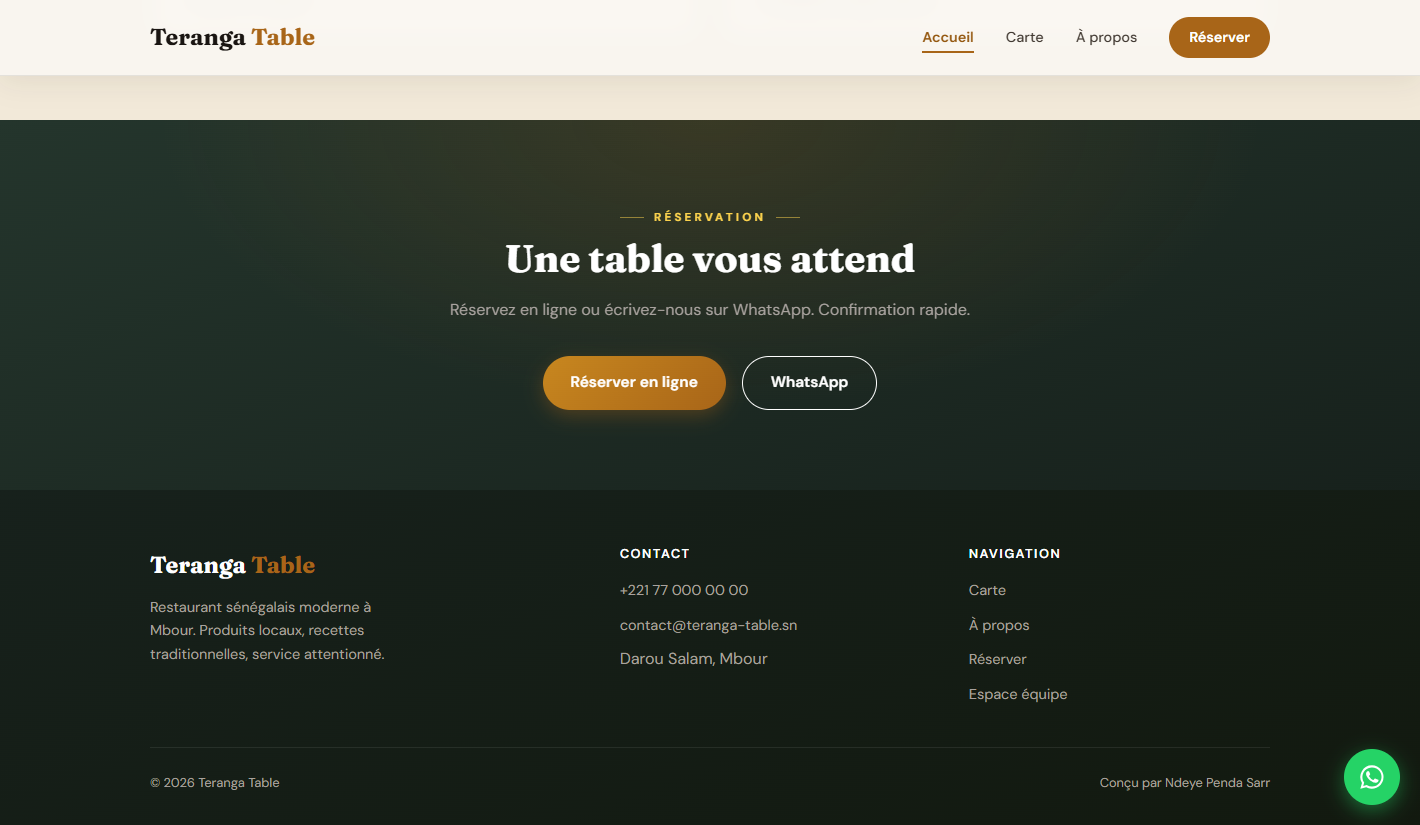 Teranga Table
Accueil
Carte
À propos
Réserver
RÉSERVATION
Une table vous attend
Réservez en ligne ou écrivez-nous sur WhatsApp. Confirmation rapide.
Réserver en ligne
WhatsApp
Teranga Table
Restaurant sénégalais moderne à
Mbour. Produits locaux, recettes
traditionnelles, service attentionné.
CONTACT
+221 77 000 00 00
contact@teranga-table.sn
Darou Salam, Mbour
NAVIGATION
Carte
À propos
Réserver
Espace équipe
© 2026 Teranga Table
Conçu par Ndeye Penda Sarr